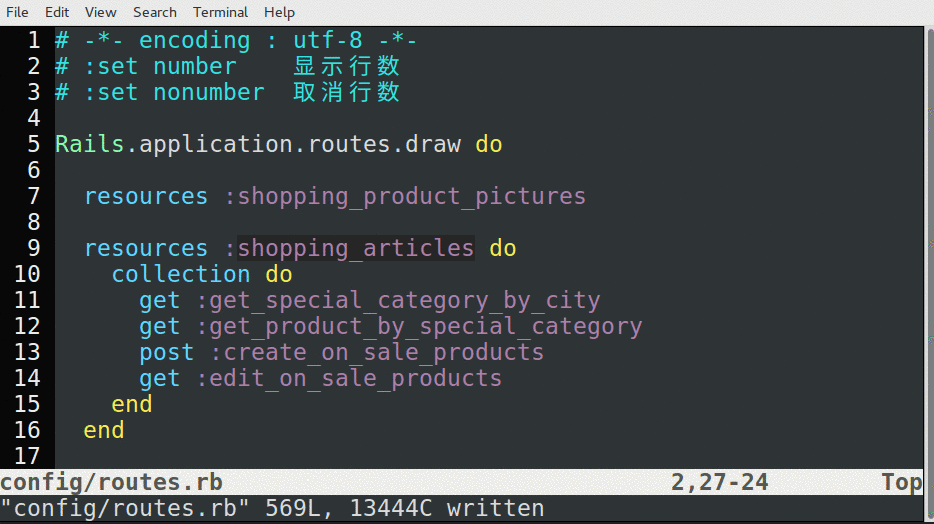 File Edit View Search Terminal Help
1 # -*- encoding : utf-8 -*-
2 # :set number    显示行数
3 # :set nonumber  取消行数
4
5 Rails.application.routes.draw do
6
7   resources :shopping_product_pictures
8
9   resources :shopping_articles do
10     collection do
11       get :get_special_category_by_city
12       get :get_product_by_special_category
13       post :create_on_sale_products
14       get :edit_on_sale_products
15     end
16   end
17
config/routes.rb 2,27-24 Top
"config/routes.rb" 569L, 13444C written